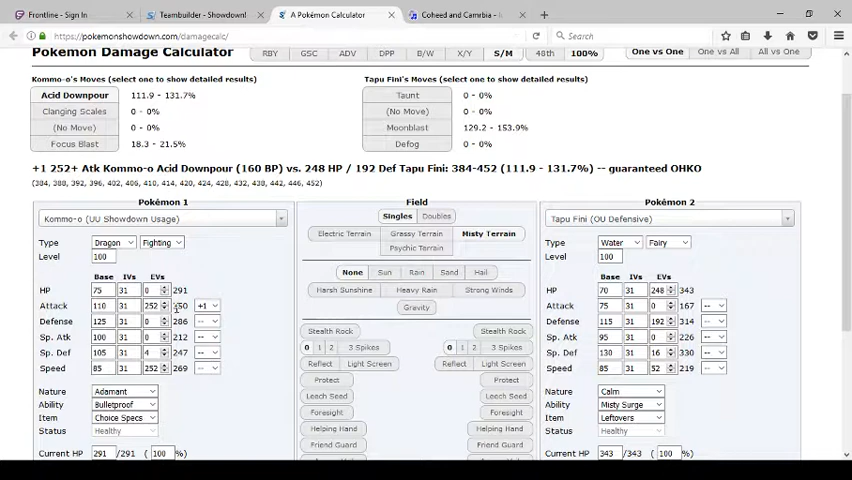 Frontline - Sign In
Teambuilder - Showdown!
A Pokémon Calculator
Coheed and Cambria -
https://pokemonshowdown.com/damagecalc/
Search
Pokemon Damage Calculator
RBY GSC ADV DPP B/W X/Y S/M 48th 100% One vs One One vs All All vs One
Kommo-o's Moves (select one to show detailed results)
Tapu Fini's Moves (select one to show detailed results)
Acid Downpour 111.9 - 131.7% Taunt 0 - 0%
Clanging Scales 0 - 0% (No Move) 0 - 0%
(No Move) 0 - 0% Moonblast 129.2 - 153.9%
Focus Blast 18.3 - 21.5% Defog 0 - 0%
+1 252+ Atk Kommo-o Acid Downpour (160 BP) vs. 248 HP / 192 Def Tapu Fini: 384-452 (111.9 - 131.7%) -- guaranteed OHKO
(384, 388, 392, 396, 402, 406, 410, 414, 420, 424, 428, 432, 438, 442, 446, 452)
Pokémon 1
Kommo-o (UU Showdown Usage)
Type Dragon Fighting
Level 100
Base IVs EVs
HP 75 31 0 291
Attack 110 31 252 +1
Defense 125 31 0 286 --
Sp. Atk 100 31 0 212 --
Sp. Def 105 31 4 247 --
Speed 85 31 252 269 --
Nature Adamant
Ability Bulletproof
Item Choice Specs
Status Healthy
Current HP 291 /291 ( 100 %)
Field
Singles Doubles
Electric Terrain Grassy Terrain Misty Terrain
Psychic Terrain
None Sun Rain Sand Hail
Harsh Sunshine Heavy Rain Strong Winds
Gravity
Stealth Rock Stealth Rock
0 1 2 3 Spikes 0 1 2 3 Spikes
Reflect Light Screen Reflect Light Screen
Protect Protect
Leech Seed Leech Seed
Foresight Foresight
Helping Hand Helping Hand
Friend Guard Friend Guard
Pokémon 2
Tapu Fini (OU Defensive)
Type Water Fairy
Level 100
Base IVs EVs
HP 70 31 248 343
Attack 75 31 0 167 --
Defense 115 31 192 314 --
Sp. Atk 95 31 0 226 --
Sp. Def 130 31 16 330 --
Speed 85 31 52 219 --
Nature Calm
Ability Misty Surge
Item Leftovers
Status Healthy
Current HP 343 /343 ( 100 %)